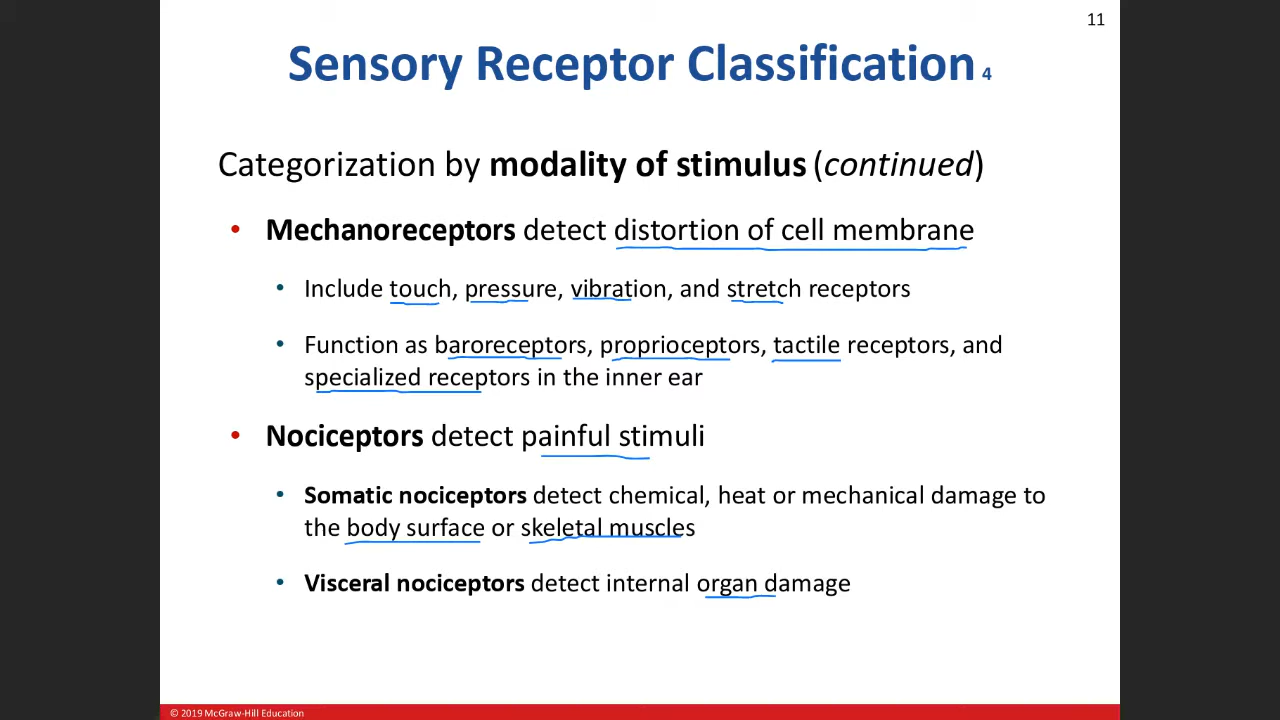 11
Sensory Receptor Classification 4
Categorization by modality of stimulus (continued)
• Mechanoreceptors detect distortion of cell membrane
• Include touch, pressure, vibration, and stretch receptors
• Function as baroreceptors, proprioceptors, tactile receptors, and
specialized receptors in the inner ear
• Nociceptors detect painful stimuli
• Somatic nociceptors detect chemical, heat or mechanical damage to
the body surface or skeletal muscles
• Visceral nociceptors detect internal organ damage
© 2019 McGraw-Hill Education